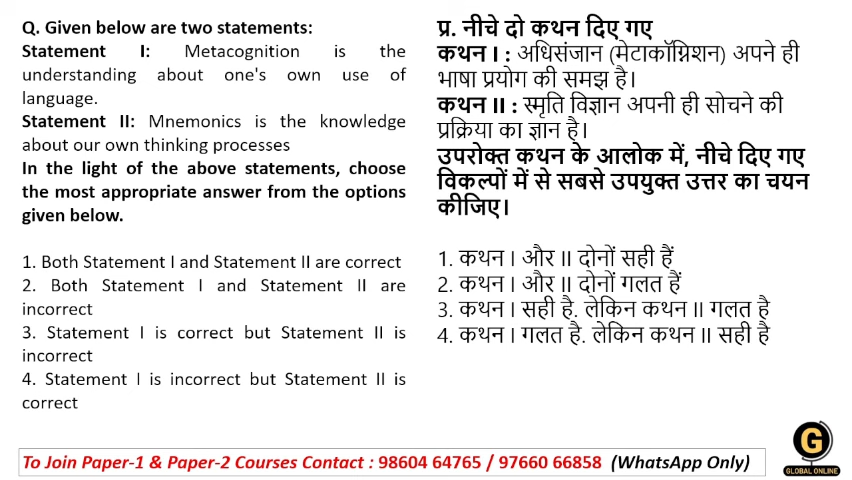 Q. Given below are two statements:
Statement I: Metacognition is the
understanding about one's own use of
language.
Statement II: Mnemonics is the knowledge
about our own thinking processes
In the light of the above statements, choose
the most appropriate answer from the options
given below.
1. Both Statement I and Statement II are correct
2. Both Statement I and Statement II are
incorrect
3. Statement I is correct but Statement II is
incorrect
4. Statement I is incorrect but Statement II is
correct
प्र. नीचे दो कथन दिए गए
कथन I : अधिसंजान (मेटाकॉग्निशन) अपने ही
भाषा प्रयोग की समझ है।
कथन II : स्मृति विज्ञान अपनी ही सोचने की
प्रक्रिया का ज्ञान है।
उपरोक्त कथन के आलोक में, नीचे दिए गए
विकल्पों में से सबसे उपयुक्त उत्तर का चयन
कीजिए।
1. कथन I और II दोनों सही हैं
2. कथन I और II दोनों गलत हैं
3. कथन I सही है. लेकिन कथन II गलत है
4. कथन I गलत है. लेकिन कथन II सही है
To Join Paper-1 & Paper-2 Courses Contact : 98604 64765 / 97660 66858 (WhatsApp Only)
G
GLOBAL ONLINE